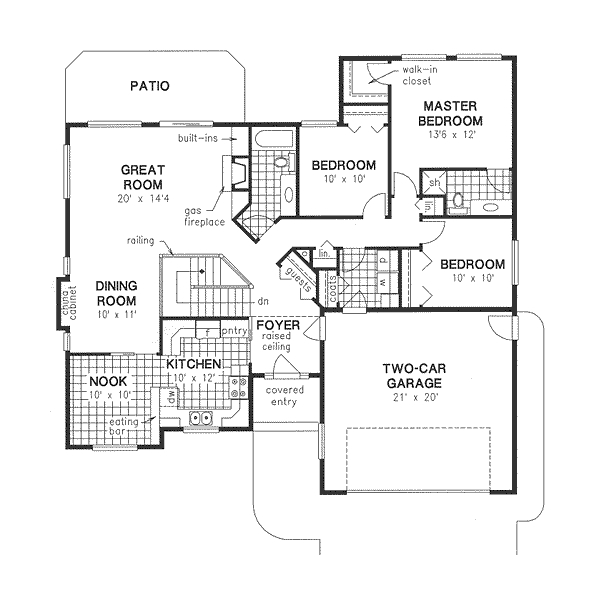 PATIO
walk-in
closet
MASTER
BEDROOM
13'6 x 12'
built-ins
GREAT
ROOM
20' x 14'4
BEDROOM
10' x 10'
sh
lin.
gas
fireplace
railing
lin.
guests
coats
d
w
BEDROOM
10' x 10'
china
cabinet
DINING
ROOM
10' x 11'
dn
FOYER
raised
ceiling
f
pntry
KITCHEN
10' x 12'
NOOK
10' x 10'
dw
eating
bar
covered
entry
TWO-CAR
GARAGE
21' x 20'